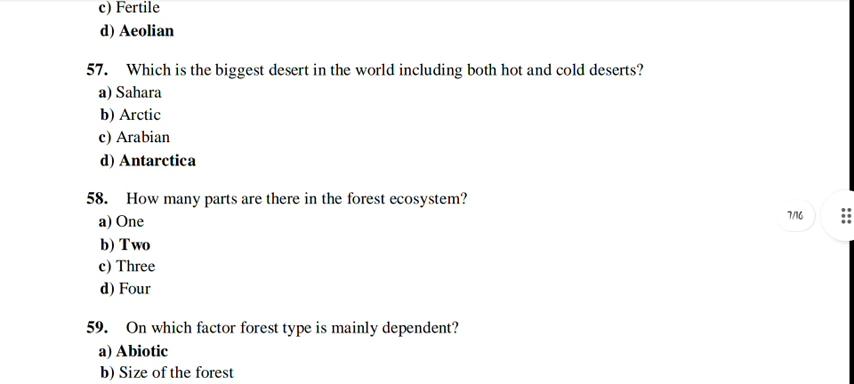 c) Fertile
d) Aeolian
57. Which is the biggest desert in the world including both hot and cold deserts?
a) Sahara
b) Arctic
c) Arabian
d) Antarctica
58. How many parts are there in the forest ecosystem?
a) One
b) Two
c) Three
d) Four
7/16
59. On which factor forest type is mainly dependent?
a) Abiotic
b) Size of the forest